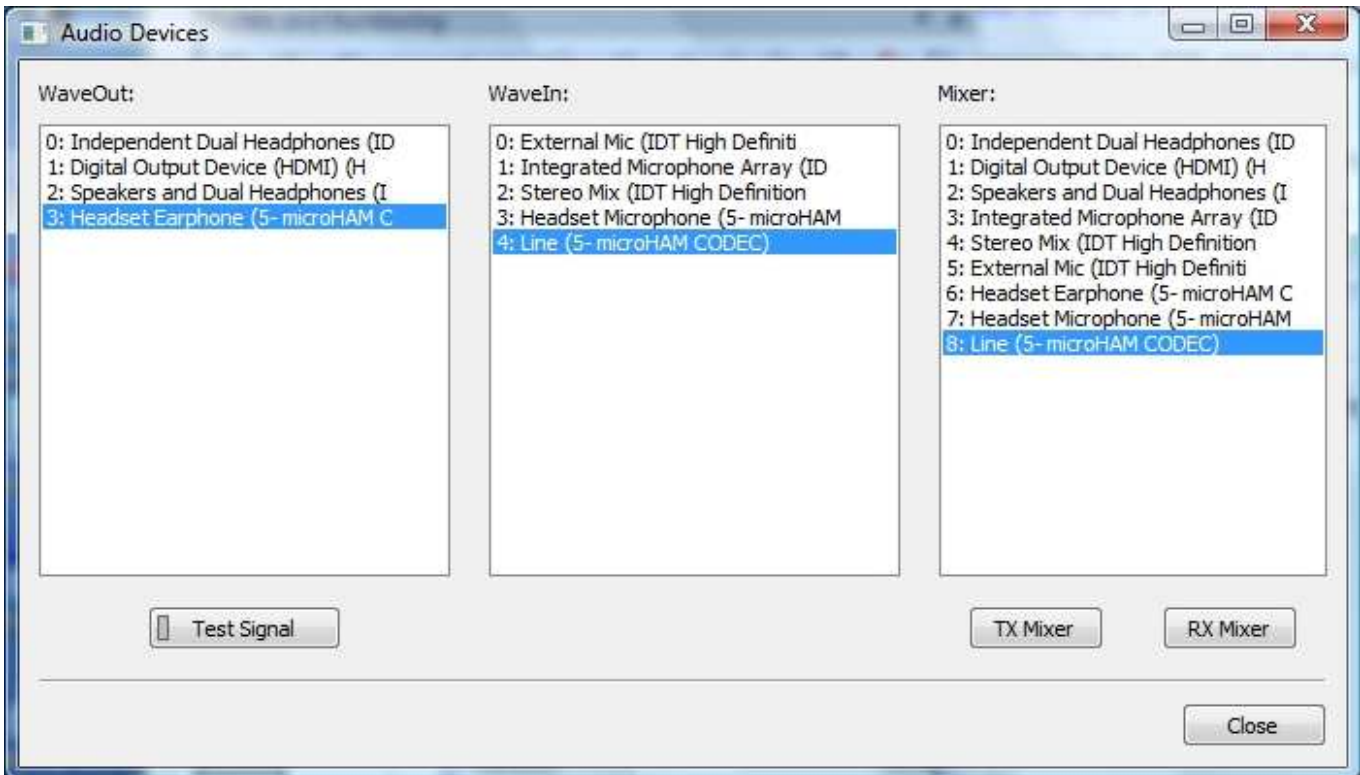 Audio Devices
WaveOut:
0: Independent Dual Headphones (ID
1: Digital Output Device (HDMI) (H
2: Speakers and Dual Headphones (I
3: Headset Earphone (5- microHAM C
Test Signal
WaveIn:
0: External Mic (IDT High Definiti
1: Integrated Microphone Array (ID
2: Stereo Mix (IDT High Definition
3: Headset Microphone (5- microHAM
4: Line (5- microHAM CODEC)
Mixer:
0: Independent Dual Headphones (ID
1: Digital Output Device (HDMI) (H
2: Speakers and Dual Headphones (I
3: Integrated Microphone Array (ID
4: Stereo Mix (IDT High Definition
5: External Mic (IDT High Definiti
6: Headset Earphone (5- microHAM C
7: Headset Microphone (5- microHAM
8: Line (5- microHAM CODEC)
TX Mixer
RX Mixer
Close